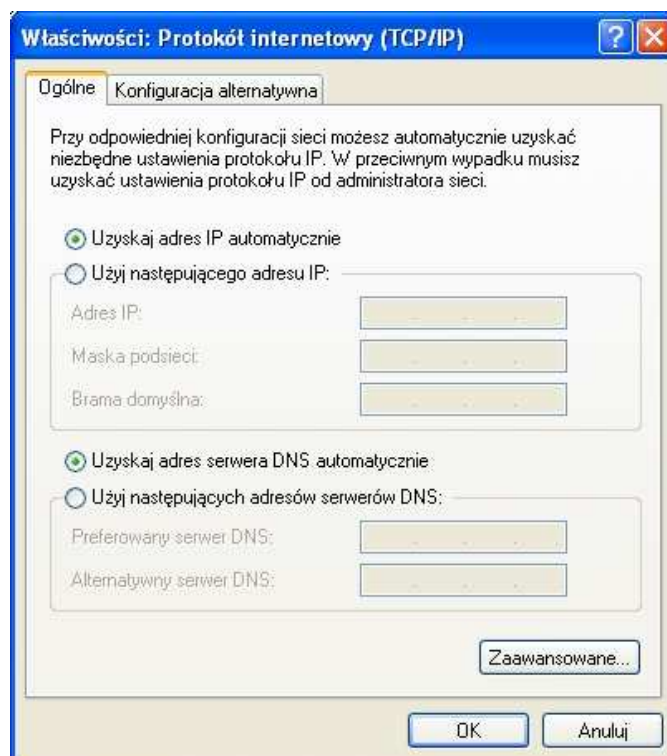 Właściwości: Protokół internetowy (TCP/IP)
Ogólne
Konfiguracja alternatywna
Przy odpowiedniej konfiguracji sieci możesz automatycznie uzyskać
niezbędne ustawienia protokołu IP. W przeciwnym wypadku musisz
uzyskać ustawienia protokołu IP od administratora sieci.
Uzyskaj adres IP automatycznie
Użyj następującego adresu IP:
Adres IP:
Maska podsieci:
Brama domyślna:
Uzyskaj adres serwera DNS automatycznie
Użyj następujących adresów serwerów DNS:
Preferowany serwer DNS:
Alternatywny serwer DNS:
Zaawansowane...
OK
Anuluj